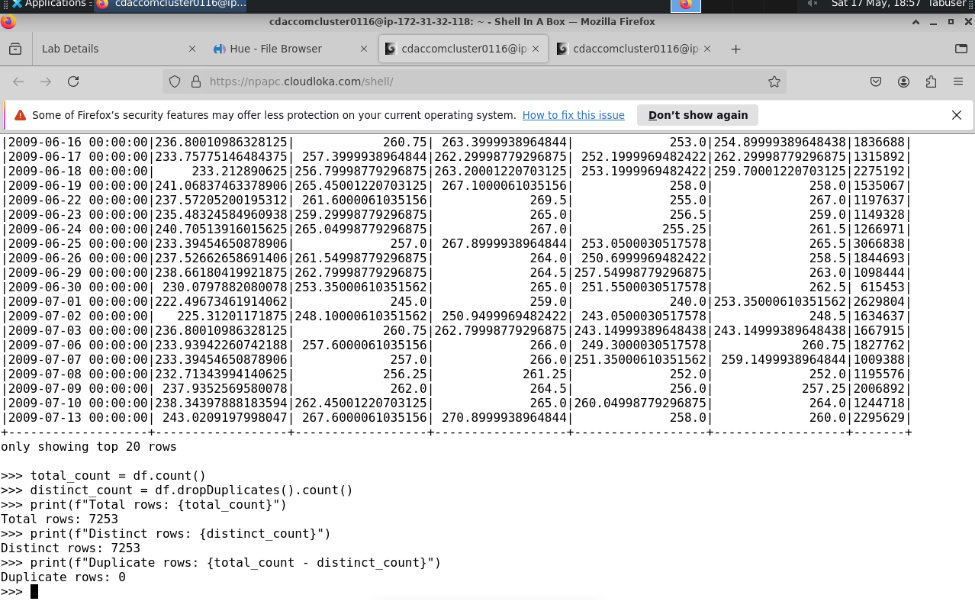 Applications
cdaccomcluster0116@ip...
Sat 17 May, 18:57
Tabuser
cdaccomcluster0116@ip-172-31-32-118: ~ - Shell In A Box — Mozilla Firefox
Lab Details
Hue - File Browser
cdaccomcluster0116@ip
cdaccomcluster0116@ip
https://npapc.cloudloka.com/shell/
Some of Firefox's security features may offer less protection on your current operating system. How to fix this issue Don't show again
|2009-06-16 00:00:00|236.80010986328125| 260.75| 263.3999938964844| 253.0|254.89999389648438|1836688|
|2009-06-17 00:00:00|233.75775146484375| 257.3999938964844|262.29998779296875| 252.1999969482422|262.29998779296875|1315892|
|2009-06-18 00:00:00| 233.212890625|256.79998779296875|263.20001220703125| 253.1999969482422|259.70001220703125|2275192|
|2009-06-19 00:00:00|241.06837463378906|265.45001220703125| 267.1000061035156| 258.0| 258.0|1535067|
|2009-06-22 00:00:00|237.57205200195312| 261.6000061035156| 269.5| 255.0| 267.0|1197637|
|2009-06-23 00:00:00|235.48324584960938|259.29998779296875| 265.0| 256.5| 259.0|1149328|
|2009-06-24 00:00:00|240.70513916015625|265.04998779296875| 267.0| 255.25| 261.5|1266971|
|2009-06-25 00:00:00|233.39454650878906| 257.0| 267.8999938964844| 253.0500030517578| 265.5|3066838|
|2009-06-26 00:00:00|237.52662658691406|261.54998779296875| 264.0| 250.6999969482422| 258.5|1844693|
|2009-06-29 00:00:00|238.66180419921875|262.79998779296875| 264.5|257.54998779296875| 263.0|1098444|
|2009-06-30 00:00:00| 230.0797882080078|253.35000610351562| 265.0| 251.5500030517578| 262.5| 615453|
|2009-07-01 00:00:00|222.49673461914062| 245.0| 259.0| 240.0|253.35000610351562|2629804|
|2009-07-02 00:00:00| 225.31201171875|248.10000610351562| 250.9499969482422| 243.0500030517578| 248.5|1634637|
|2009-07-03 00:00:00|236.80010986328125| 260.75|262.79998779296875|243.14999389648438|243.14999389648438|1667915|
|2009-07-06 00:00:00|233.93942260742188| 257.6000061035156| 266.0| 249.3000030517578| 260.75|1827762|
|2009-07-07 00:00:00|233.39454650878906| 257.0| 266.0|251.35000610351562| 259.1499938964844|1009388|
|2009-07-08 00:00:00|232.71343994140625| 256.25| 261.25| 252.0| 252.0|1195576|
|2009-07-09 00:00:00| 237.9352569580078| 262.0| 264.5| 256.0| 257.25|2006892|
|2009-07-10 00:00:00|238.34397888183594|262.45001220703125| 265.0|260.04998779296875| 264.0|1244718|
|2009-07-13 00:00:00| 243.0209197998047| 267.6000061035156| 270.8999938964844| 258.0| 260.0|2295629|
+-------------------+------------------+------------------+------------------+------------------+------------------+-------+
only showing top 20 rows
>>> total_count = df.count()
>>> distinct_count = df.dropDuplicates().count()
>>> print(f"Total rows: {total_count}")
Total rows: 7253
>>> print(f"Distinct rows: {distinct_count}")
Distinct rows: 7253
>>> print(f"Duplicate rows: {total_count - distinct_count}")
Duplicate rows: 0
>>>